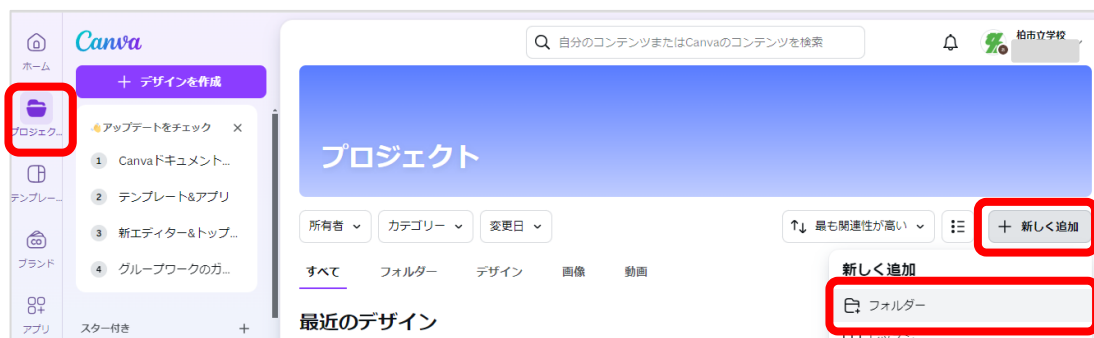 Canva
自分のコンテンツまたはCanvaのコンテンツを検索
柏市立学校
ホーム
+ デザインを作成
プロジェク...
アップデートをチェック ×
1 Canvaドキュメント...
2 テンプレート&アプリ
3 新エディター&トップ...
4 グループワークのガ...
テンプレー...
ブランド
アプリ
スター付き +
プロジェクト
所有者
カテゴリー
変更日
最も関連性が高い
+ 新しく追加
すべて
フォルダー
デザイン
画像
動画
新しく追加
フォルダー
最近のデザイン